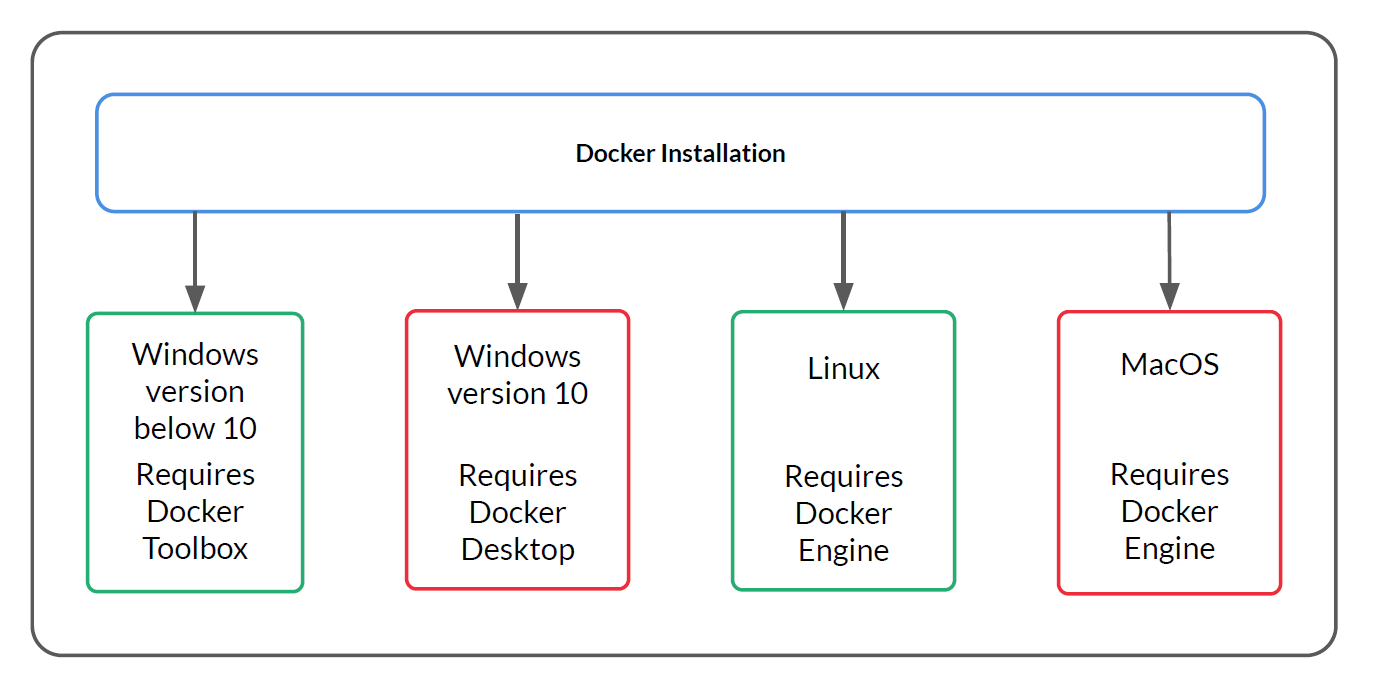 Docker Installation
Windows
version
below 10
Requires
Docker
Toolbox
Windows
version 10
Requires
Docker
Desktop
Linux
Requires
Docker
Engine
MacOS
Requires
Docker
Engine